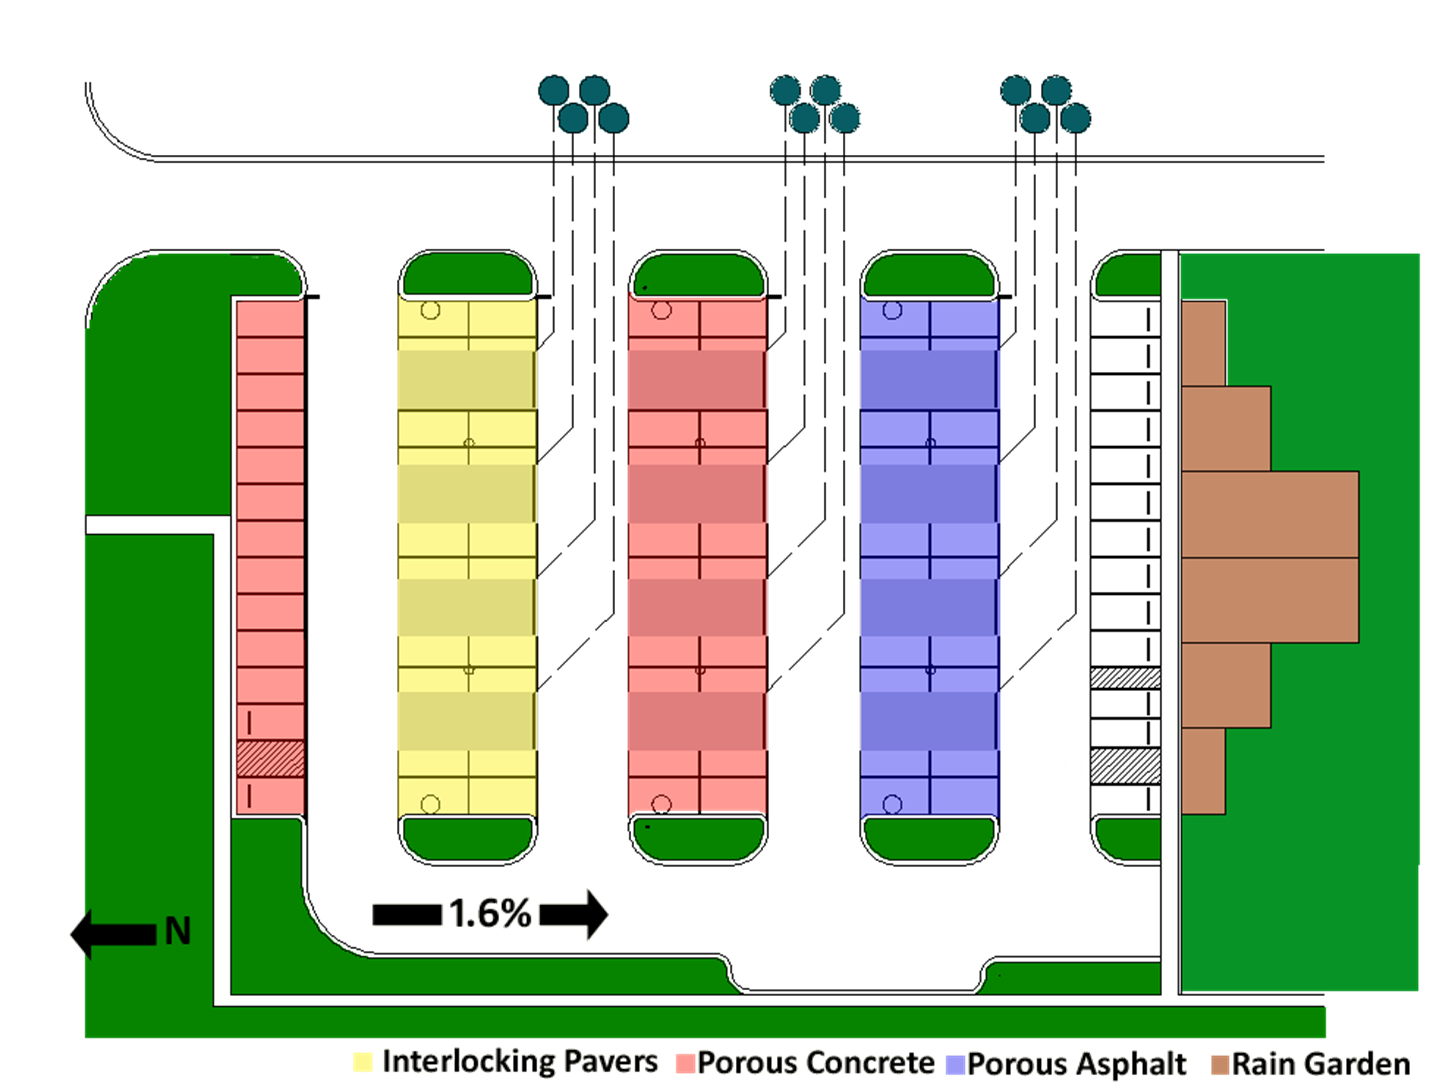 1.6%
N
Interlocking Pavers Porous Concrete Porous Asphalt Rain Garden